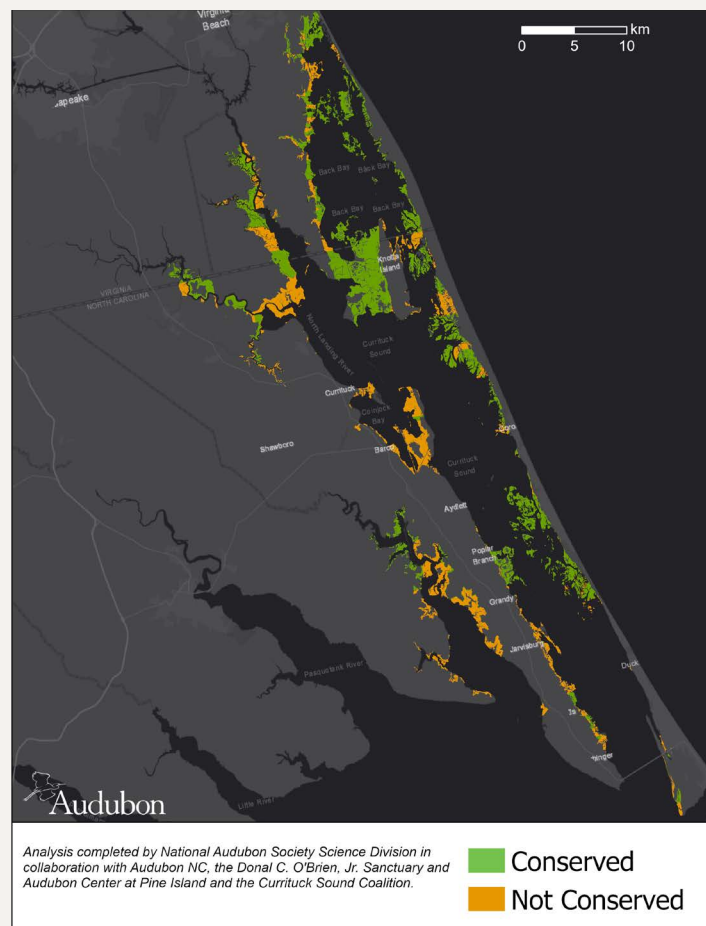 Virginia
Beach
km
0 5 10
apeake
Back Bay Back Bay
Back Bay Back Bay
Knotts
Island
VIRGINIA
NORTH CAROLINA
North Landing River
Currituck
Sound
Currituck
Coinjock
Bay
Shawboro
Barco
Currituck
Sound
Aydlett
Poplar
Branch
Grandy
Jarvisburg
Duck
Pasquotank River
Little River
Audubon
Analysis completed by National Audubon Society Science Division in
collaboration with Audubon NC, the Donal C. O'Brien, Jr. Sanctuary and
Audubon Center at Pine Island and the Currituck Sound Coalition.
Conserved
Not Conserved